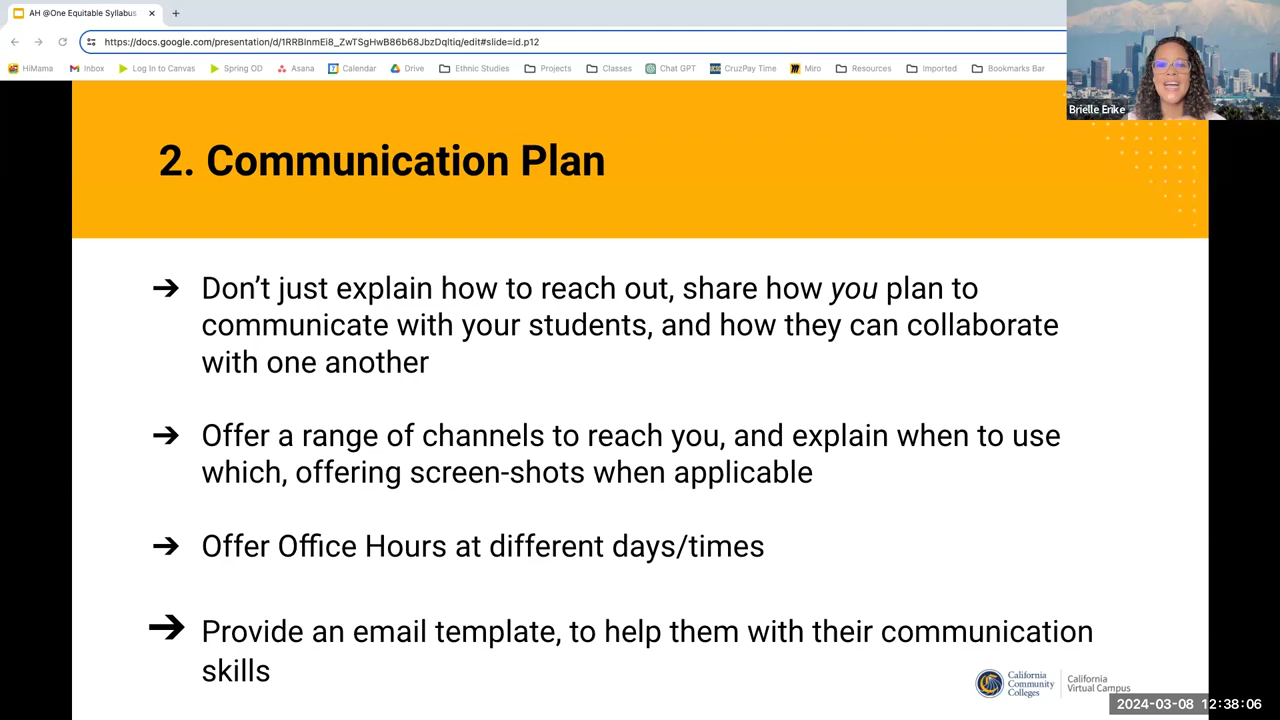 AH @One Equitable Syllabus
https://docs.google.com/presentation/d/1RRBlnmEi8_ZwTSgHwB86b68JbzDqltiq/edit#slide=id.p12
HiMama Inbox Log In to Canvas Spring OD Asana Calendar Drive Ethnic Studies Projects Classes Chat GPT CruzPay Time Miro Resources Imported Bookmarks Bar
Brielle Erike
2. Communication Plan
➔ Don’t just explain how to reach out, share how you plan to
communicate with your students, and how they can collaborate
with one another
➔ Offer a range of channels to reach you, and explain when to use
which, offering screen-shots when applicable
➔ Offer Office Hours at different days/times
➔ Provide an email template, to help them with their communication
skills
California
Community
Colleges
California
Virtual Campus
2024-03-08 12:38:06